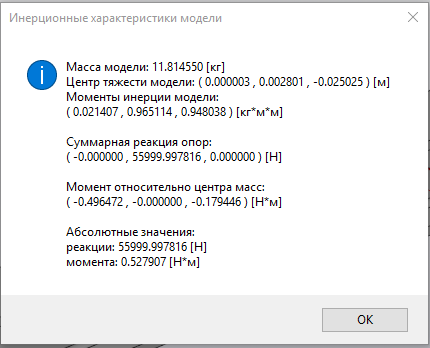 Инерционные характеристики модели
Масса модели: 11.814550 [кг]
Центр тяжести модели: ( 0.000003 , 0.002801 , -0.025025 ) [м]
Моменты инерции модели:
( 0.021407 , 0.965114 , 0.948038 ) [кг*м*м]
Суммарная реакция опор:
( -0.000000 , 55999.997816 , 0.000000 ) [Н]
Момент относительно центра масс:
( -0.496472 , -0.000000 , -0.179446 ) [Н*м]
Абсолютные значения:
реакции: 55999.997816 [Н]
момента: 0.527907 [Н*м]
ОК